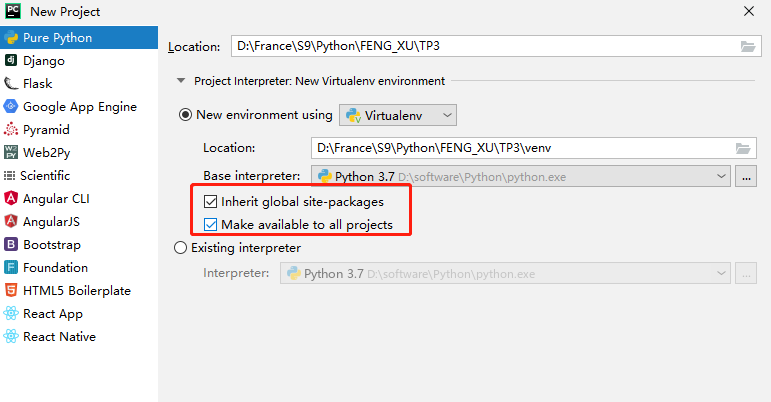 PC New Project
Pure Python
Django
Flask
Google App Engine
Pyramid
Web2Py
Scientific
Angular CLI
AngularJS
Bootstrap
Foundation
HTML5 Boilerplate
React App
React Native
Location: D:\France\S9\Python\FENG_XU\TP3
Project Interpreter: New Virtualenv environment
New environment using Virtualenv
Location: D:\France\S9\Python\FENG_XU\TP3\venv
Base interpreter: Python 3.7 D:\software\Python\python.exe ...
Inherit global site-packages
Make available to all projects
Existing interpreter
Interpreter: Python 3.7 D:\software\Python\python.exe ...